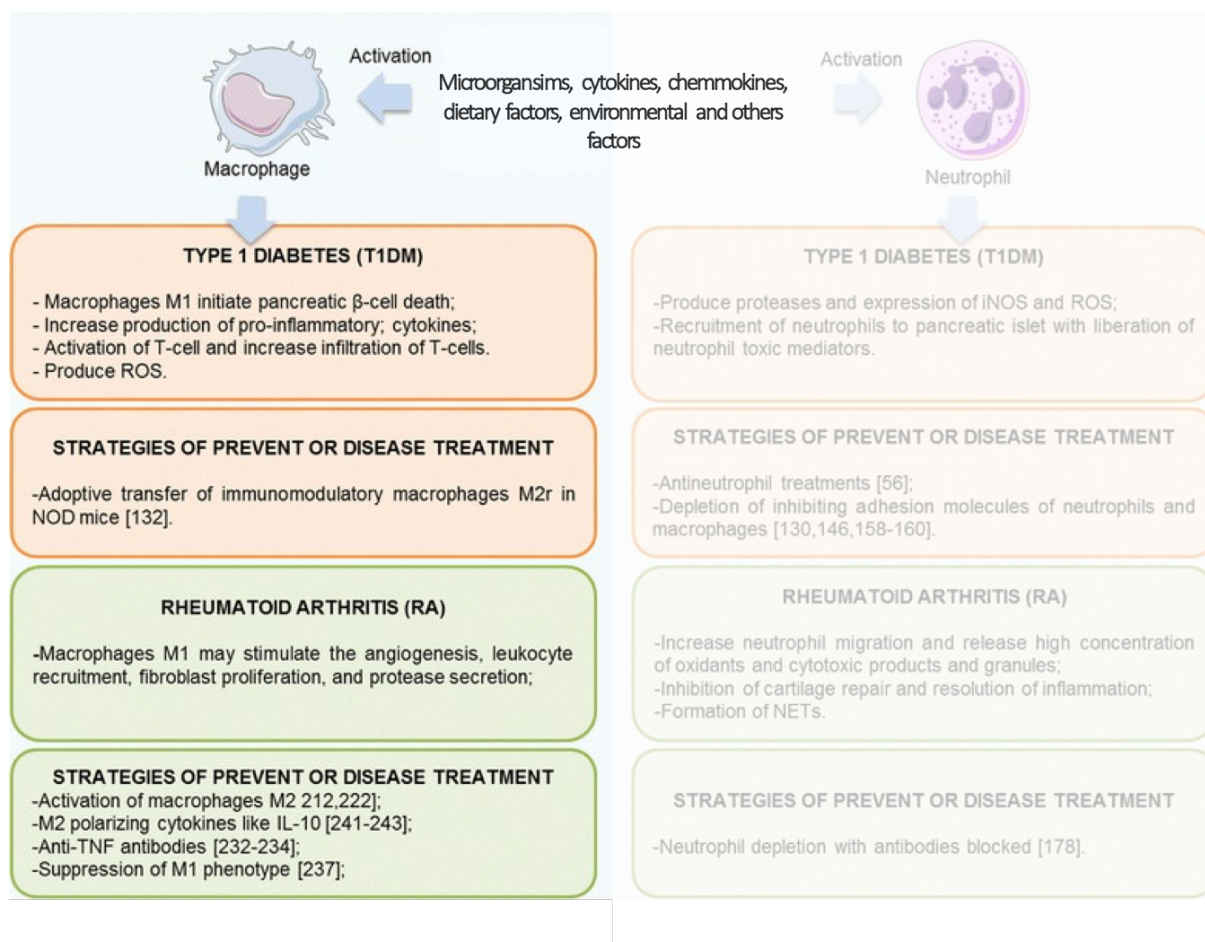 Activation
Microorgansims, cytokines, chemmokines,
dietary factors, environmental and others
factors
Activation
Macrophage
Neutrophil
TYPE 1 DIABETES (T1DM)
- Macrophages M1 initiate pancreatic β-cell death;
- Increase production of pro-inflammatory; cytokines;
- Activation of T-cell and increase infiltration of T-cells.
- Produce ROS.
STRATEGIES OF PREVENT OR DISEASE TREATMENT
-Adoptive transfer of immunomodulatory macrophages M2r in
NOD mice [132].
RHEUMATOID ARTHRITIS (RA)
-Macrophages M1 may stimulate the angiogenesis, leukocyte
recruitment, fibroblast proliferation, and protease secretion;
STRATEGIES OF PREVENT OR DISEASE TREATMENT
-Activation of macrophages M2 212,222];
-M2 polarizing cytokines like IL-10 [241-243];
-Anti-TNF antibodies [232-234];
-Suppression of M1 phenotype [237];
TYPE 1 DIABETES (T1DM)
-Produce proteases and expression of iNOS and ROS;
-Recruitment of neutrophils to pancreatic islet with liberation of
neutrophil toxic mediators.
STRATEGIES OF PREVENT OR DISEASE TREATMENT
-Antineutrophil treatments [56];
-Depletion of inhibiting adhesion molecules of neutrophils and
macrophages [130,146,158-160].
RHEUMATOID ARTHRITIS (RA)
-Increase neutrophil migration and release high concentration
of oxidants and cytotoxic products and granules;
-Inhibition of cartilage repair and resolution of inflammation;
-Formation of NETs.
STRATEGIES OF PREVENT OR DISEASE TREATMENT
-Neutrophil depletion with antibodies blocked [178].